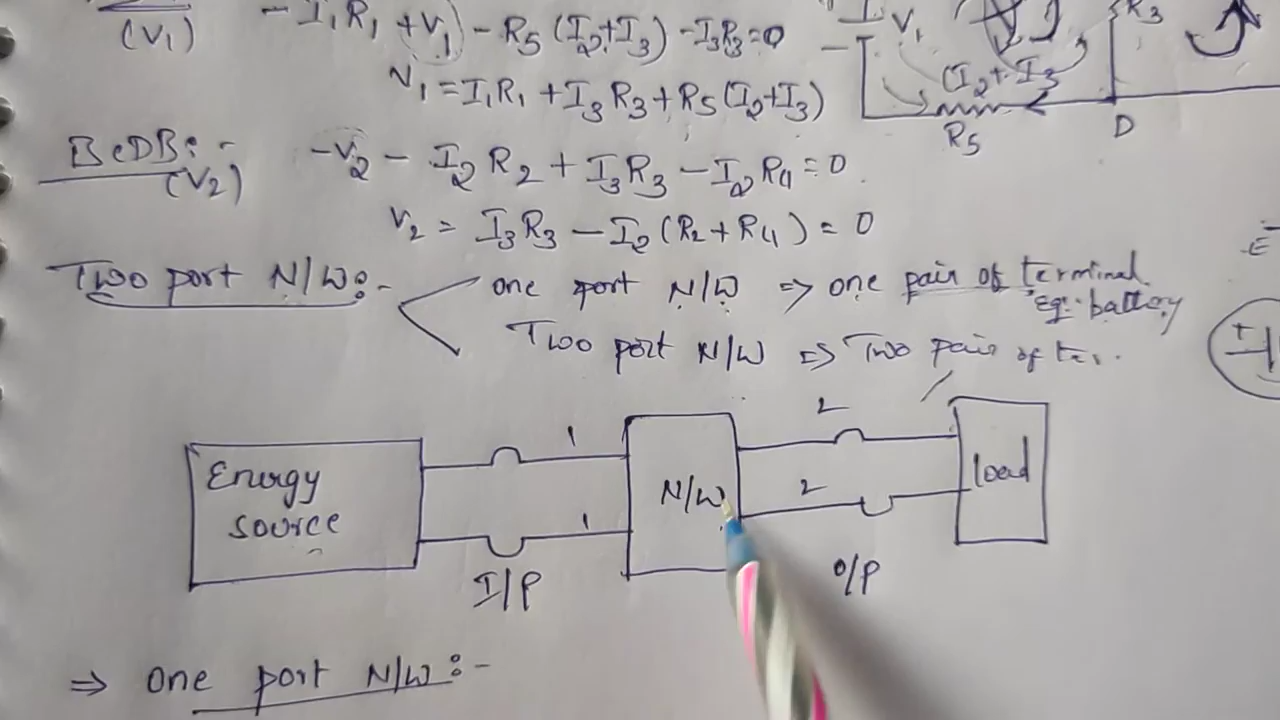 (V1)
- I1R1 + V1) - R5 (I2+I3) - I3R3=0
V1 = I1R1 + I3R3 + R5 (I2+I3)
V1
R3
(I2 + I3
R5
D
BCDB:-
(V2)
-V2 - I2R2 + I3R3 - I2R4 = 0
V2 = I3R3 - I2 (R2+R4) = 0
Two port N/W:-
one port N/W => one pair of terminal
eg:- battery
Two port N/W => Two pair of ter.
E
+
Energy
source
1
1
I/P
N/W
2
2
O/P
load
=> one port N/W:-